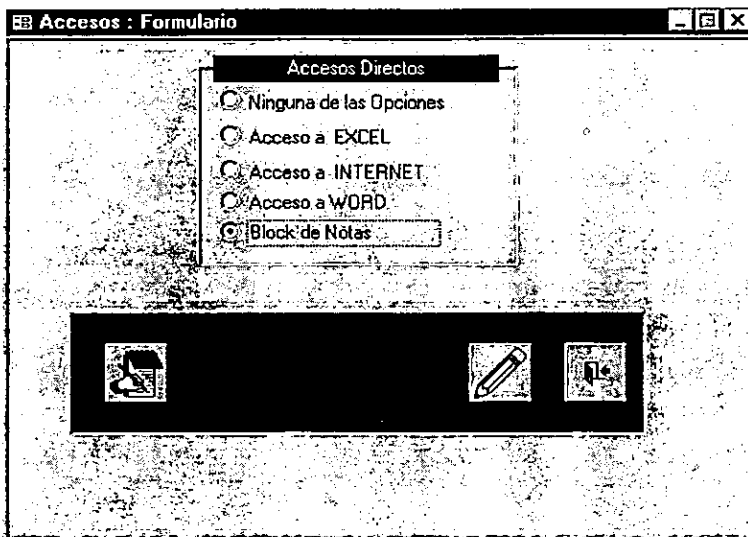 Accesos : Formulario
Accesos Directos
Ninguna de las Opciones
Acceso a EXCEL
Acceso a INTERNET
Acceso a WORD
Block de Notas